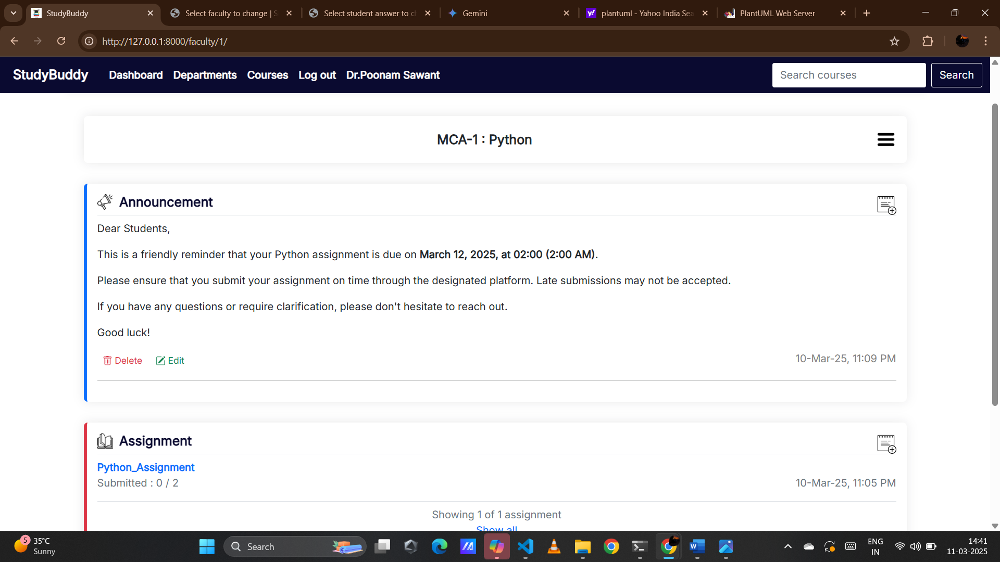 StudyBuddy
Select faculty to change | S
Select student answer to ch
Gemini
plantuml - Yahoo India Sea
PlantUML Web Server
http://127.0.0.1:8000/faculty/1/
StudyBuddy Dashboard Departments Courses Log out Dr.Poonam Sawant Search courses Search
MCA-1 : Python
Announcement
Dear Students,
This is a friendly reminder that your Python assignment is due on March 12, 2025, at 02:00 (2:00 AM).
Please ensure that you submit your assignment on time through the designated platform. Late submissions may not be accepted.
If you have any questions or require clarification, please don't hesitate to reach out.
Good luck!
Delete Edit 10-Mar-25, 11:09 PM
Assignment
Python_Assignment
Submitted : 0 / 2 10-Mar-25, 11:05 PM
Showing 1 of 1 assignment
Show all
5
35°C
Sunny
Search
ENG
IN
14:41
11-03-2025